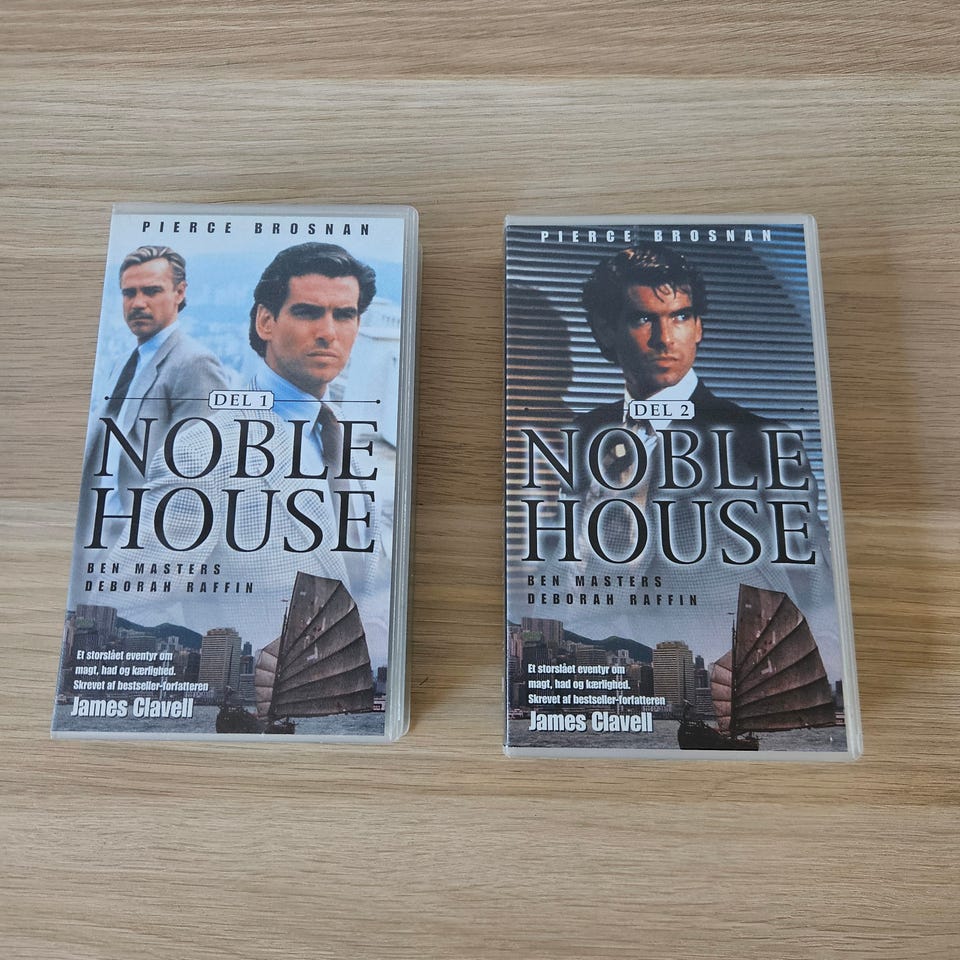 PIERCE BROSNAN
DEL 1
NOBLE
HOUSE
BEN MASTERS
DEBORAH RAFFIN
Et storslået eventyr om
magt, had og kærlighed.
Skrevet af bestseller-forfatteren
James Clavell
PIERCE BROSNAN
DEL 2
NOBLE
HOUSE
BEN MASTERS
DEBORAH RAFFIN
Et storslået eventyr om
magt, had og kærlighed.
Skrevet af bestseller-forfatteren
James Clavell